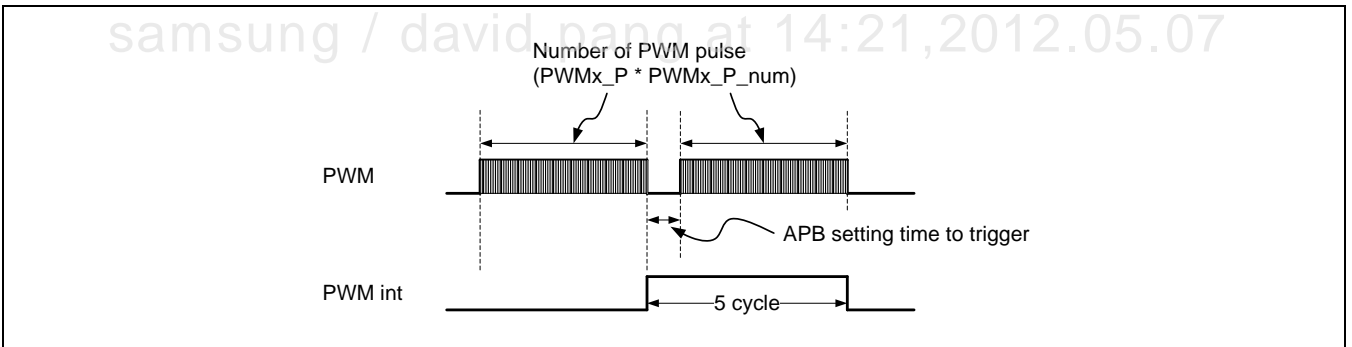 samsung / david.pang at 14:21,2012.05.07
Number of PWM pulse
(PWMx_P * PWMx_P_num)
PWM
APB setting time to trigger
PWM int
5 cycle